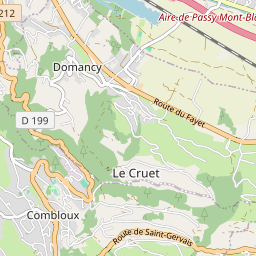 212
Aire de Passy Mont-Bl
Domancy
Route du Fayet
D 199
Le Cruet
Combloux
Route de Saint-Gervais